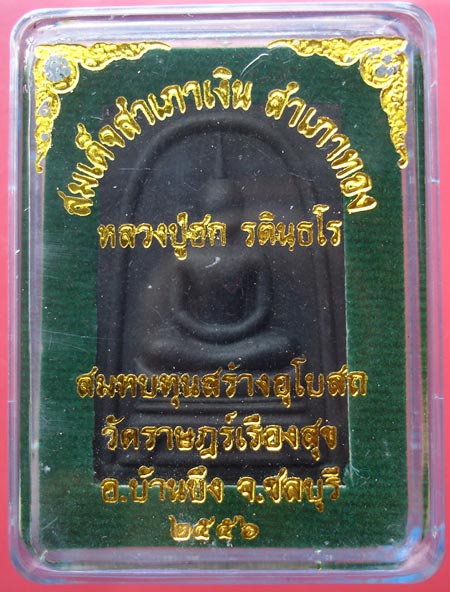 สมเด็จสำเภาเงิน สำเภาทอง
หลวงปู่ฮก รตินฺธโร
สมทบทุนสร้างอุโบสถ
วัดราษฎร์เรืองสุข
อ.บ้านบึง จ.ชลบุรี
๒๕๕๖